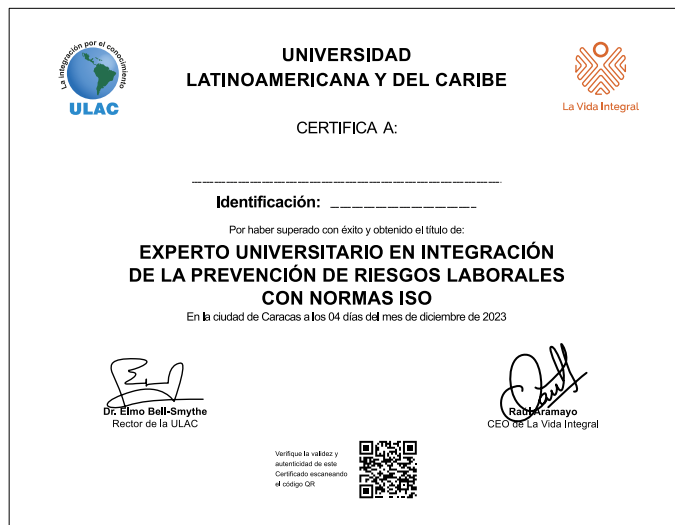 La integración por el conocimiento
ULAC
UNIVERSIDAD
LATINOAMERICANA Y DEL CARIBE
La Vida Integral
CERTIFICA A:
Identificación:
Por haber superado con éxito y obtenido el título de:
EXPERTO UNIVERSITARIO EN INTEGRACIÓN
DE LA PREVENCIÓN DE RIESGOS LABORALES
CON NORMAS ISO
En la ciudad de Caracas a los 04 días del mes de diciembre de 2023
Dr. Elmo Bell-Smythe
Rector de la ULAC
Raúl Aramayo
CEO de La Vida Integral
Verifique la validez y
autenticidad de este
Certificado escaneando
el código QR